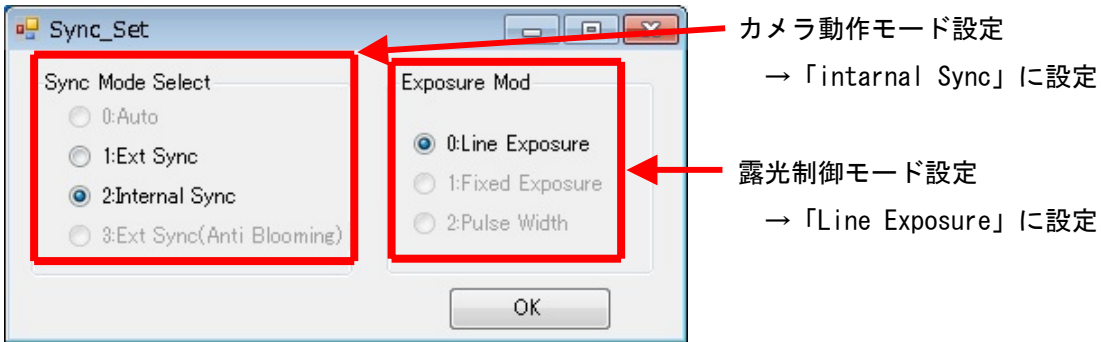 Sync_Set
Sync Mode Select
0:Auto
1:Ext Sync
2:Internal Sync
3:Ext Sync(Anti Blooming)
Exposure Mod
0:Line Exposure
1:Fixed Exposure
2:Pulse Width
OK
カメラ動作モード設定
→「intarnal Sync」に設定
露光制御モード設定
→「Line Exposure」に設定